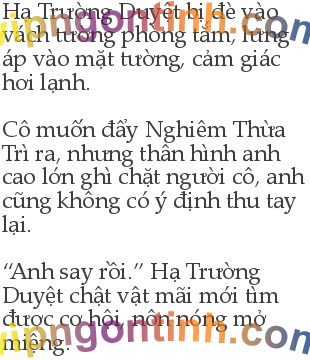 Hạ Trường Duyệt bị đè vào
vách tường phòng tắm, lưng
áp vào mặt tường, cảm giác
hơi lạnh.
Cô muốn đẩy Nghiêm Thừa
Trì ra, nhưng thân hình anh
cao lớn ghì chặt người cô, anh
cũng không có ý định thu tay
lại.
“Anh say rồi.” Hạ Trường
Duyệt chật vật mãi mới tìm
được cơ hội, nôn nóng mở
miệng.
vipngontinh.com
vipngontinh.com